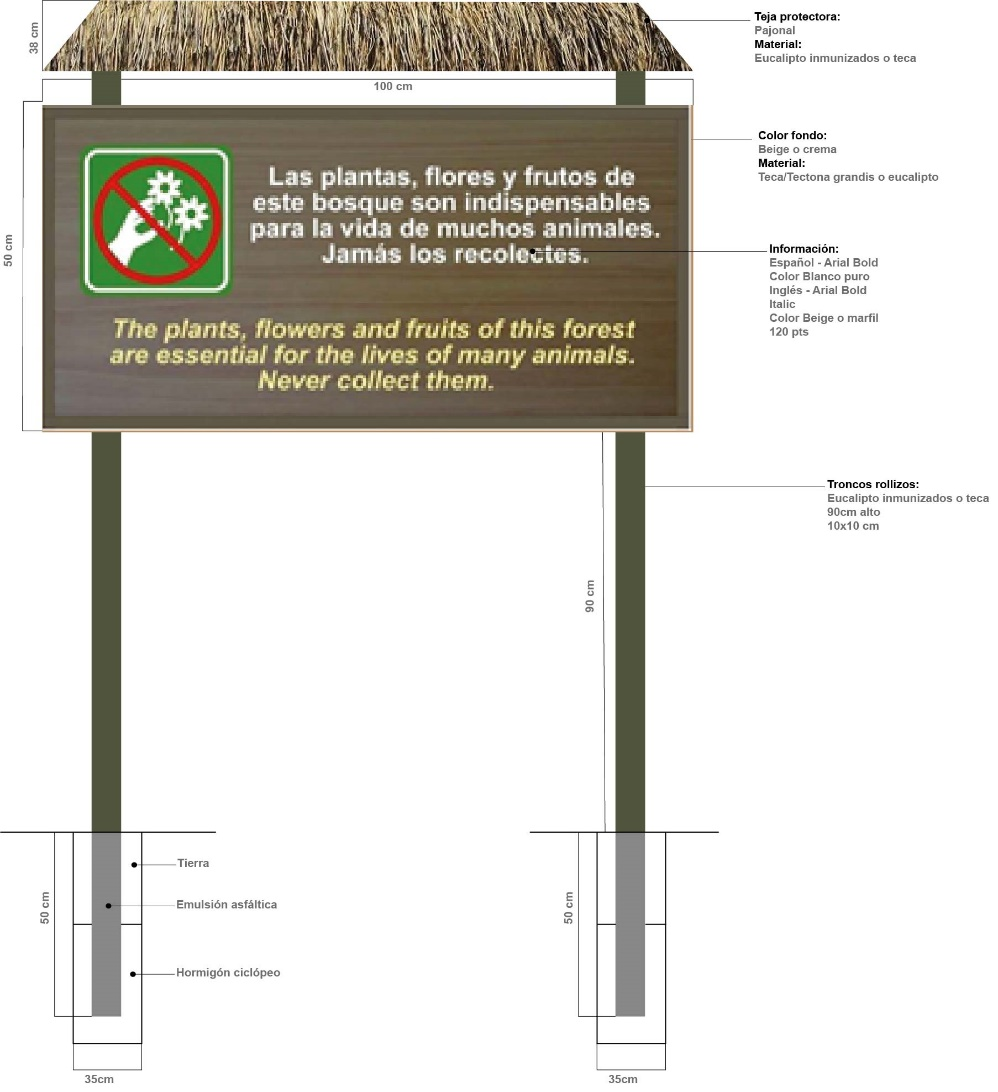 38 cm
Teja protectora:
Pajonal
Material:
Eucalipto inmunizados o teca
100 cm
Color fondo:
Beige o crema
Material:
Teca/Tectona grandis o eucalipto
50 cm
Las plantas, flores y frutos de
este bosque son indispensables
para la vida de muchos animales.
Jamás los recolectes.
The plants, flowers and fruits of this forest
are essential for the lives of many animals.
Never collect them.
Información:
Español - Arial Bold
Color Blanco puro
Inglés - Arial Bold
Italic
Color Beige o marfil
120 pts
Troncos rollizos:
Eucalipto inmunizados o teca
90cm alto
10x10 cm
90 cm
50 cm
Tierra
Emulsión asfáltica
Hormigón ciclópeo
35cm
50 cm
35cm